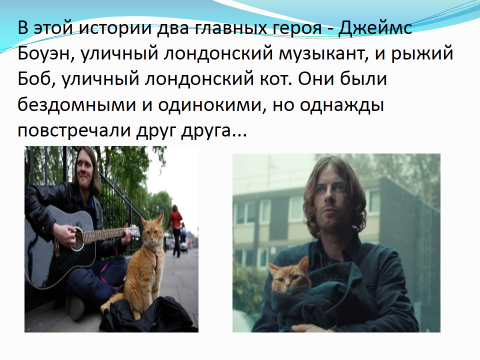 В этой истории два главных героя - Джеймс
Боуэн, уличный лондонский музыкант, и рыжий
Боб, уличный лондонский кот. Они были
бездомными и одинокими, но однажды
повстречали друг друга...